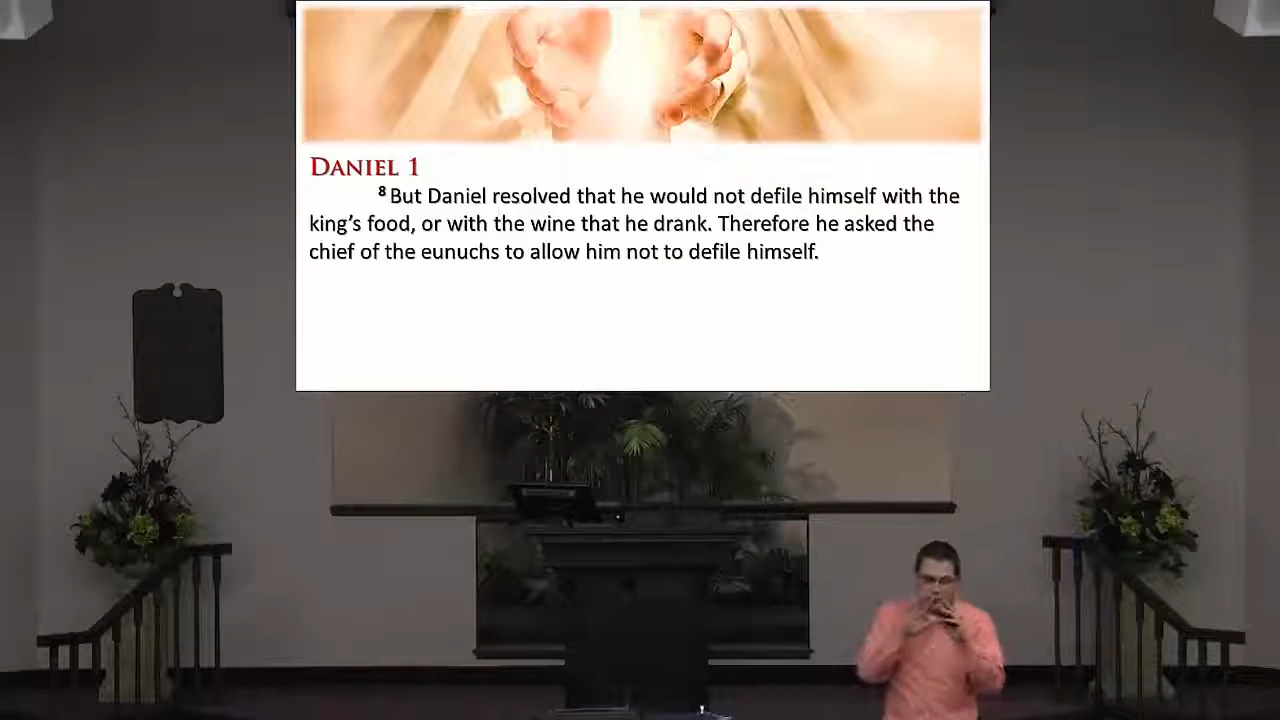 DANIEL 1
8 But Daniel resolved that he would not defile himself with the
king’s food, or with the wine that he drank. Therefore he asked the
chief of the eunuchs to allow him not to defile himself.